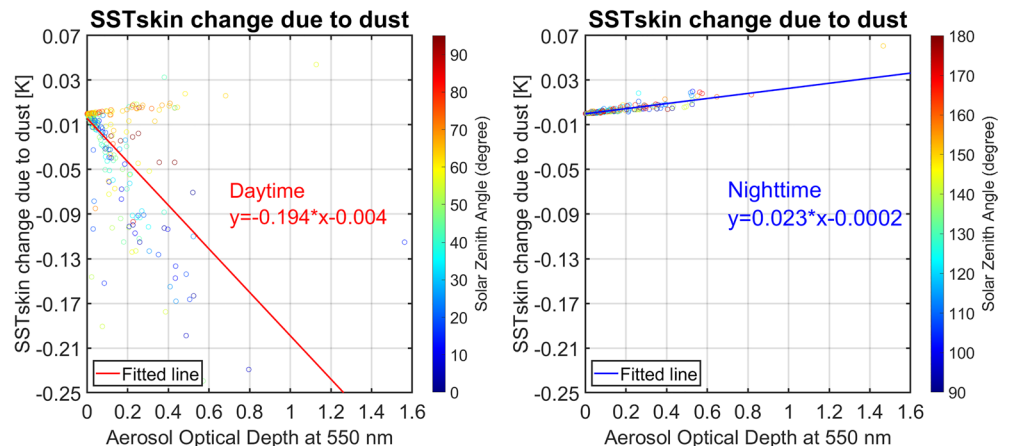 SSTskin change due to dust
SSTskin change due to dust [K]
0.07
0.03
-0.01
-0.05
-0.09
-0.13
-0.17
-0.21
-0.25
Daytime
y=-0.194*x-0.004
Fitted line
0 0.2 0.4 0.6 0.8 1 1.2 1.4 1.6
Aerosol Optical Depth at 550 nm
90
80
70
60
50
40
30
20
10
0
Solar Zenith Angle (degree)
SSTskin change due to dust
SSTskin change due to dust [K]
0.07
0.03
-0.01
-0.05
-0.09
-0.13
-0.17
-0.21
-0.25
Nighttime
y=0.023*x-0.0002
Fitted line
0 0.2 0.4 0.6 0.8 1 1.2 1.4 1.6
Aerosol Optical Depth at 550 nm
180
170
160
150
140
130
120
110
100
90
Solar Zenith Angle (degree)